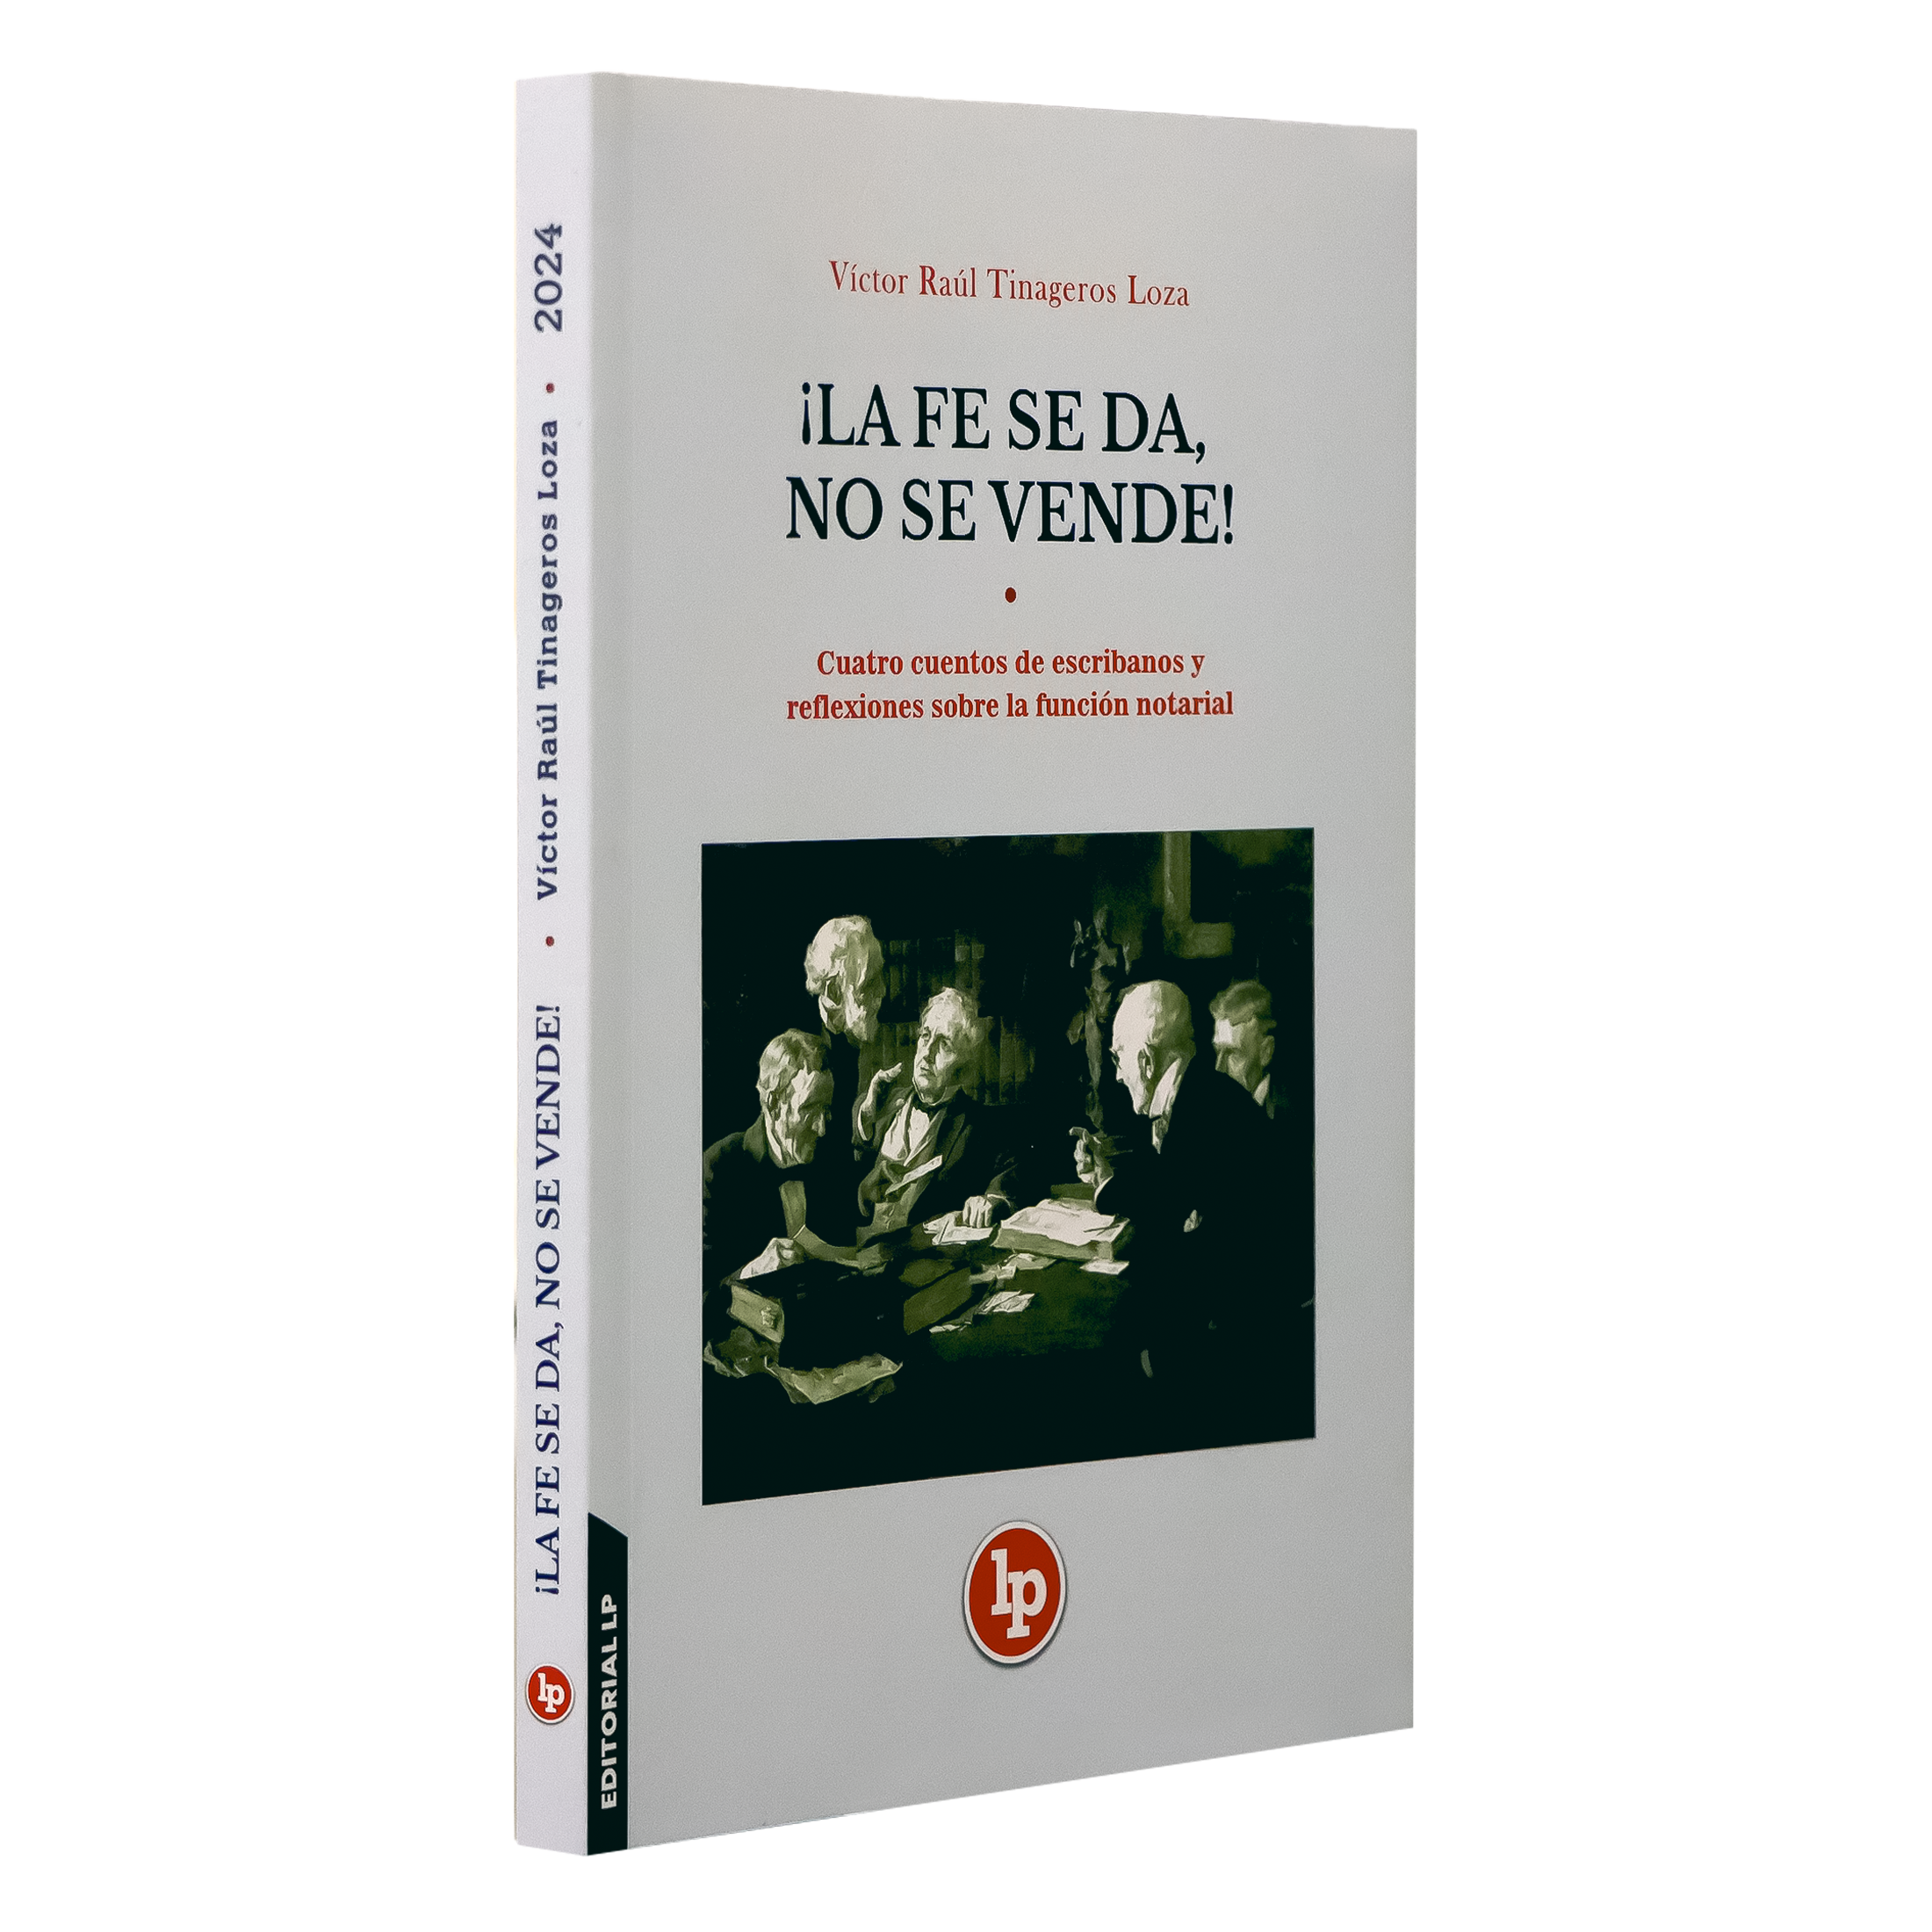 Víctor Raúl Tinageros Loza
¡LA FE SE DA,
NO SE VENDE!
•
Cuatro cuentos de escribanos y
reflexiones sobre la función notarial
lp
¡LA FE SE DA, NO SE VENDE! • Víctor Raúl Tinageros Loza • 2024
lp
EDITORIAL LP